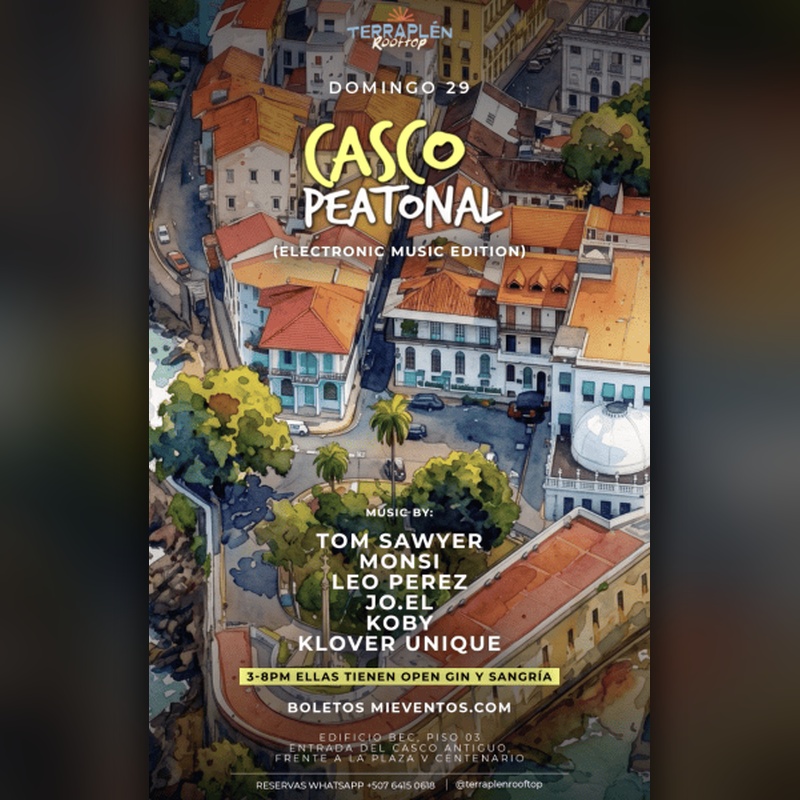 TERRAPLÉN
Rooftop
DOMINGO 29
CASCO
PEATONAL
(ELECTRONIC MUSIC EDITION)
MUSIC BY:
TOM SAWYER
MONSI
LEO PEREZ
JO.EL
KOBY
KLOVER UNIQUE
3-8PM ELLAS TIENEN OPEN GIN Y SANGRÍA
BOLETOS MIEVENTOS.COM
EDIFICIO BEC, PISO 03
ENTRADA DEL CASCO ANTIGUO,
FRENTE A LA PLAZA V CENTENARIO
RESERVAS WHATSAPP +507 6415 0618 | @terraplenrooftop